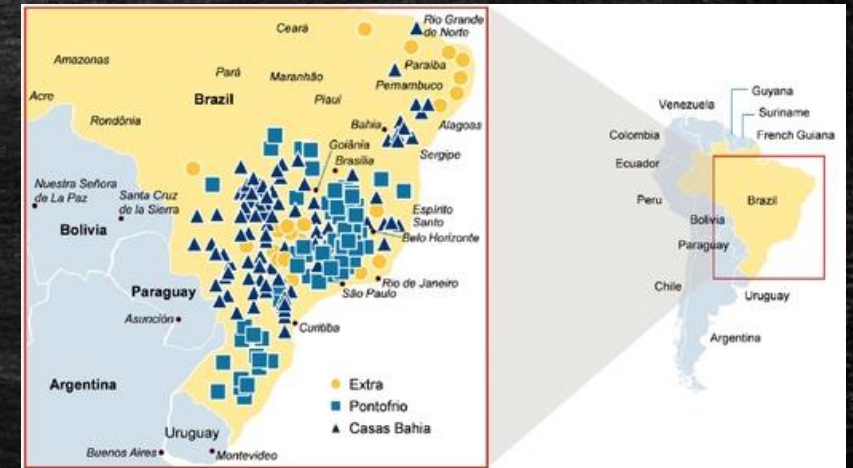 Rio Grande
de Norte
Ceará
Amazonas
Paraíba
Pará
Maranhão
Pernambuco
Acre
Brazil
Piauí
Rondônia
Bahia
Alagoas
Goiânia
Sergipe
Brasília
Nuestra Señora
de La Paz
Santa Cruz
de la Sierra
Espírito
Santo
Bolivia
Belo Horizonte
Paraguay
Rio de Janeiro
São Paulo
Asunción
Curitiba
Argentina
Extra
Pontofrio
Casas Bahia
Uruguay
Buenos Aires
Montevideo
Guyana
Venezuela
Suriname
Colombia
French Guiana
Ecuador
Peru
Brazil
Bolivia
Paraguay
Chile
Uruguay
Argentina